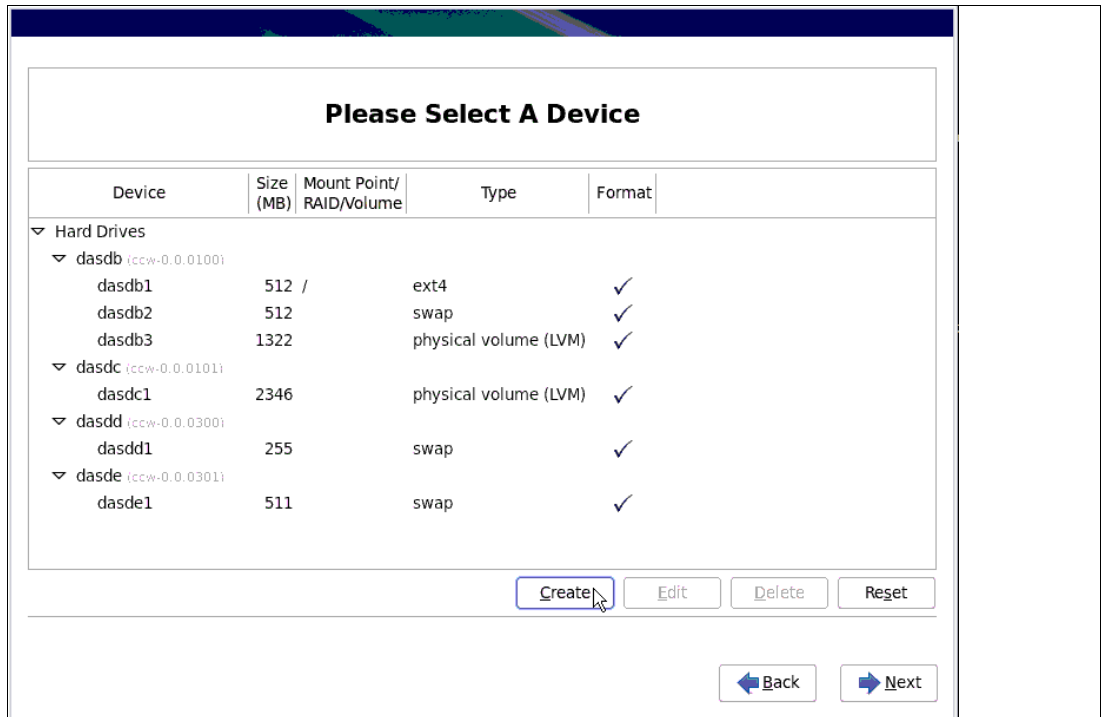 Please Select A Device
Device Size (MB) Mount Point/ RAID/Volume Type Format
Hard Drives
dasdb (ccw-0.0.0100)
dasdb1 512 / ext4
dasdb2 512 swap
dasdb3 1322 physical volume (LVM)
dasdc (ccw-0.0.0101)
dasdc1 2346 physical volume (LVM)
dasdd (ccw-0.0.0300)
dasdd1 255 swap
dasde (ccw-0.0.0301)
dasde1 511 swap
Create Edit Delete Reset
Back Next